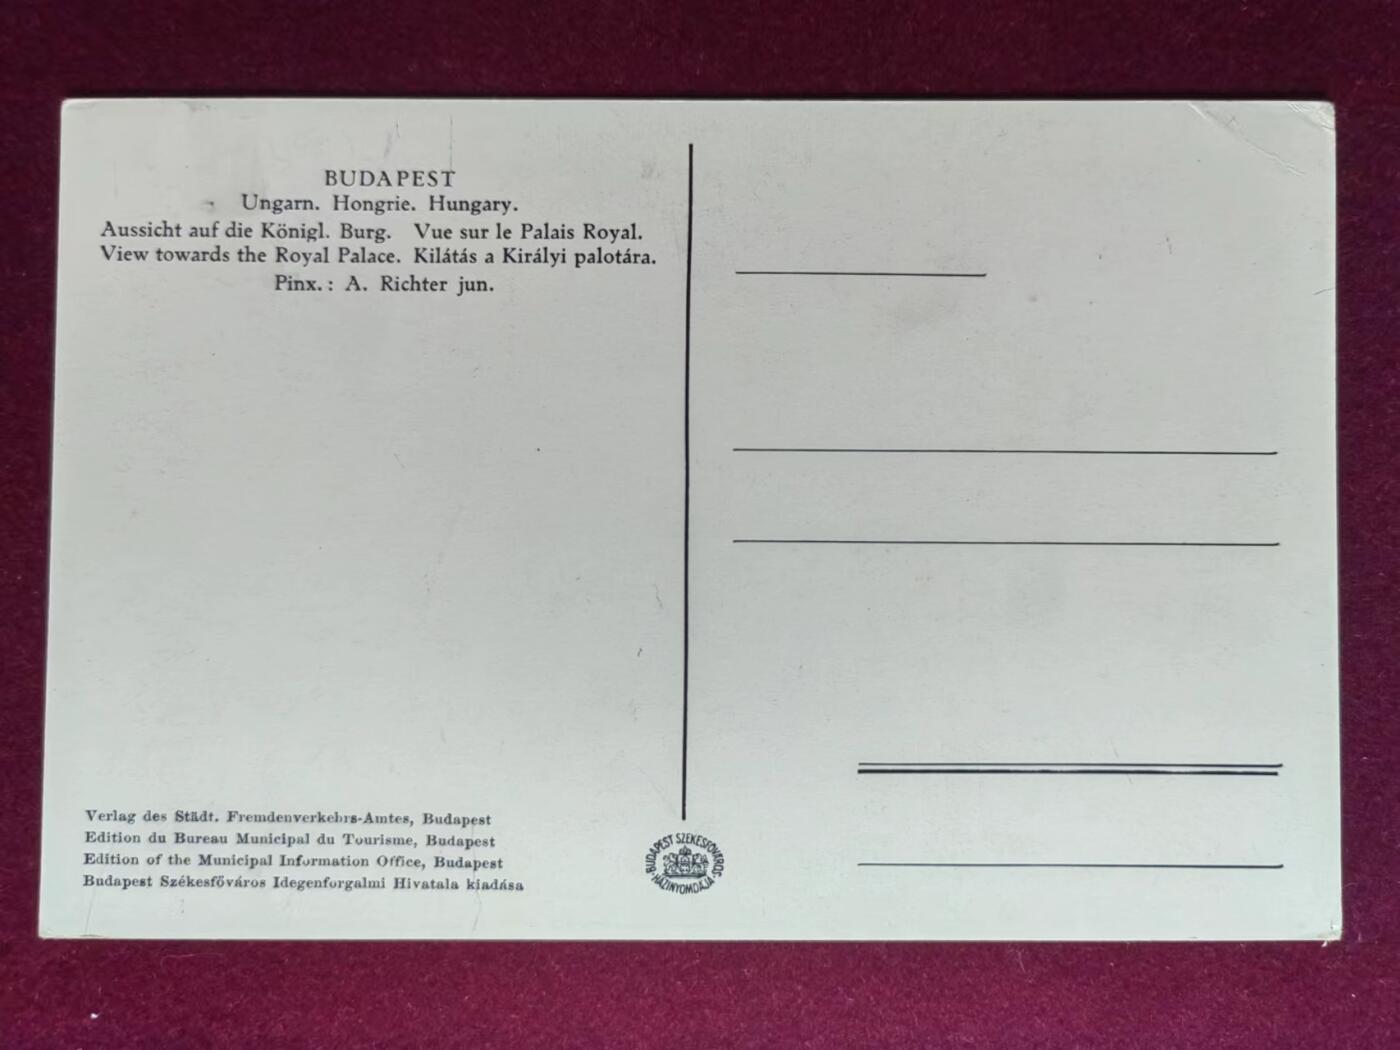 BUDAPEST
Ungarn. Hongrie. Hungary.
Aussicht auf die Königl. Burg. Vue sur le Palais Royal.
View towards the Royal Palace. Kilátás a Királyi palotára.
Pinx.: A. Richter jun.
Verlag des Städt. Fremdenverkehrs-Amtes, Budapest
Edition du Bureau Municipal du Tourisme, Budapest
Edition of the Municipal Information Office, Budapest
Budapest Székesfőváros Idegenforgalmi Hivatala kiadása
BUDAPEST SZÉKESFŐVÁROS
HÁZINYOMDÁJA